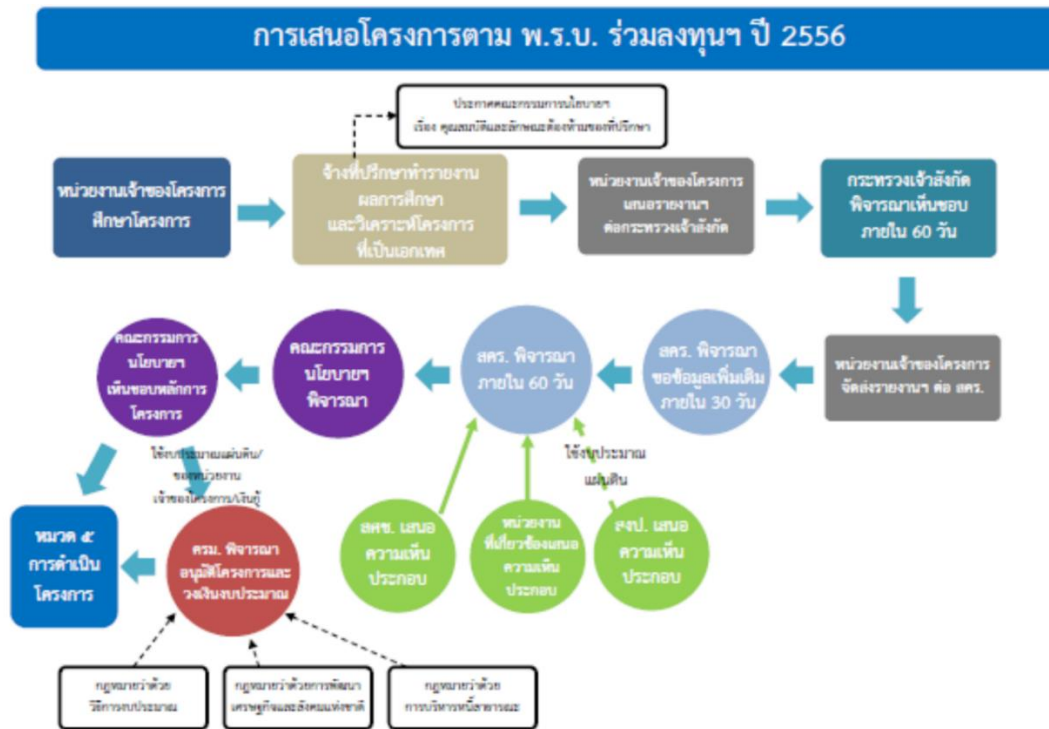 การเสนอโครงการตาม พ.ร.บ. ร่วมลงทุนฯ ปี 2556
ประกาศคณะกรรมการนโยบายฯ
เรื่อง คุณสมบัติและลักษณะต้องห้ามของที่ปรึกษา
หน่วยงานเจ้าของโครงการ
ศึกษาโครงการ
จ้างที่ปรึกษาทำรายงาน
ผลการศึกษา
และวิเคราะห์โครงการ
ที่เป็นเอกเทศ
หน่วยงานเจ้าของโครงการ
เสนอรายงานฯ
ต่อกระทรวงเจ้าสังกัด
กระทรวงเจ้าสังกัด
พิจารณาเห็นชอบ
ภายใน 60 วัน
หน่วยงานเจ้าของโครงการ
จัดส่งรายงานฯ ต่อ สคร.
สคร. พิจารณา
ขอข้อมูลเพิ่มเติม
ภายใน 30 วัน
สคร. พิจารณา
ภายใน 60 วัน
คณะกรรมการ
นโยบายฯ
พิจารณา
คณะกรรมการ
นโยบายฯ
เห็นชอบหลักการ
โครงการ
ใช้งบประมาณแผ่นดิน/
ของหน่วยงาน
เจ้าของโครงการ/เงินกู้
ใช้งบประมาณ
แผ่นดิน
สศช. เสนอ
ความเห็น
ประกอบ
หน่วยงาน
ที่เกี่ยวข้องเสนอ
ความเห็น
ประกอบ
สงป. เสนอ
ความเห็น
ประกอบ
หมวด ๕
การดำเนิน
โครงการ
ครม. พิจารณา
อนุมัติโครงการและ
วงเงินงบประมาณ
กฎหมายว่าด้วย
วิธีการงบประมาณ
กฎหมายว่าด้วยการพัฒนา
เศรษฐกิจและสังคมแห่งชาติ
กฎหมายว่าด้วย
การบริหารหนี้สาธารณะ